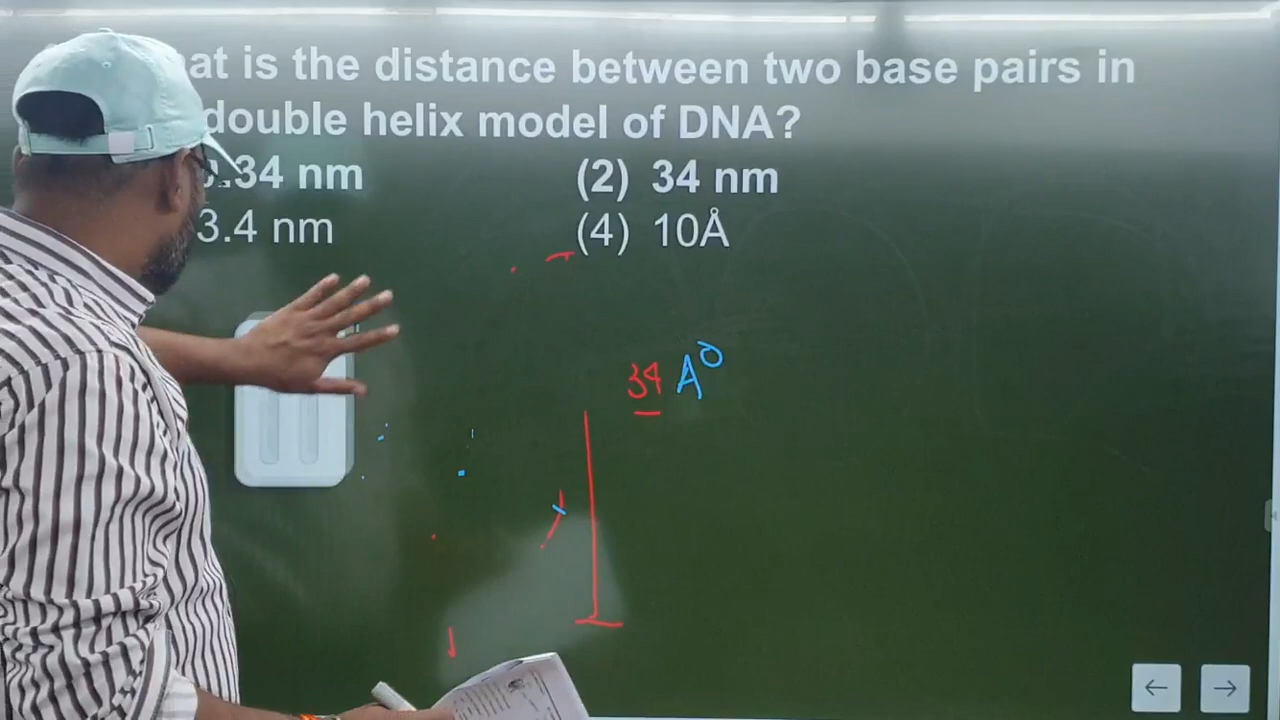 is the distance between two base pairs in
double helix model of DNA?
.34 nm (2) 34 nm
3.4 nm (4) 10Å
34 A⁰